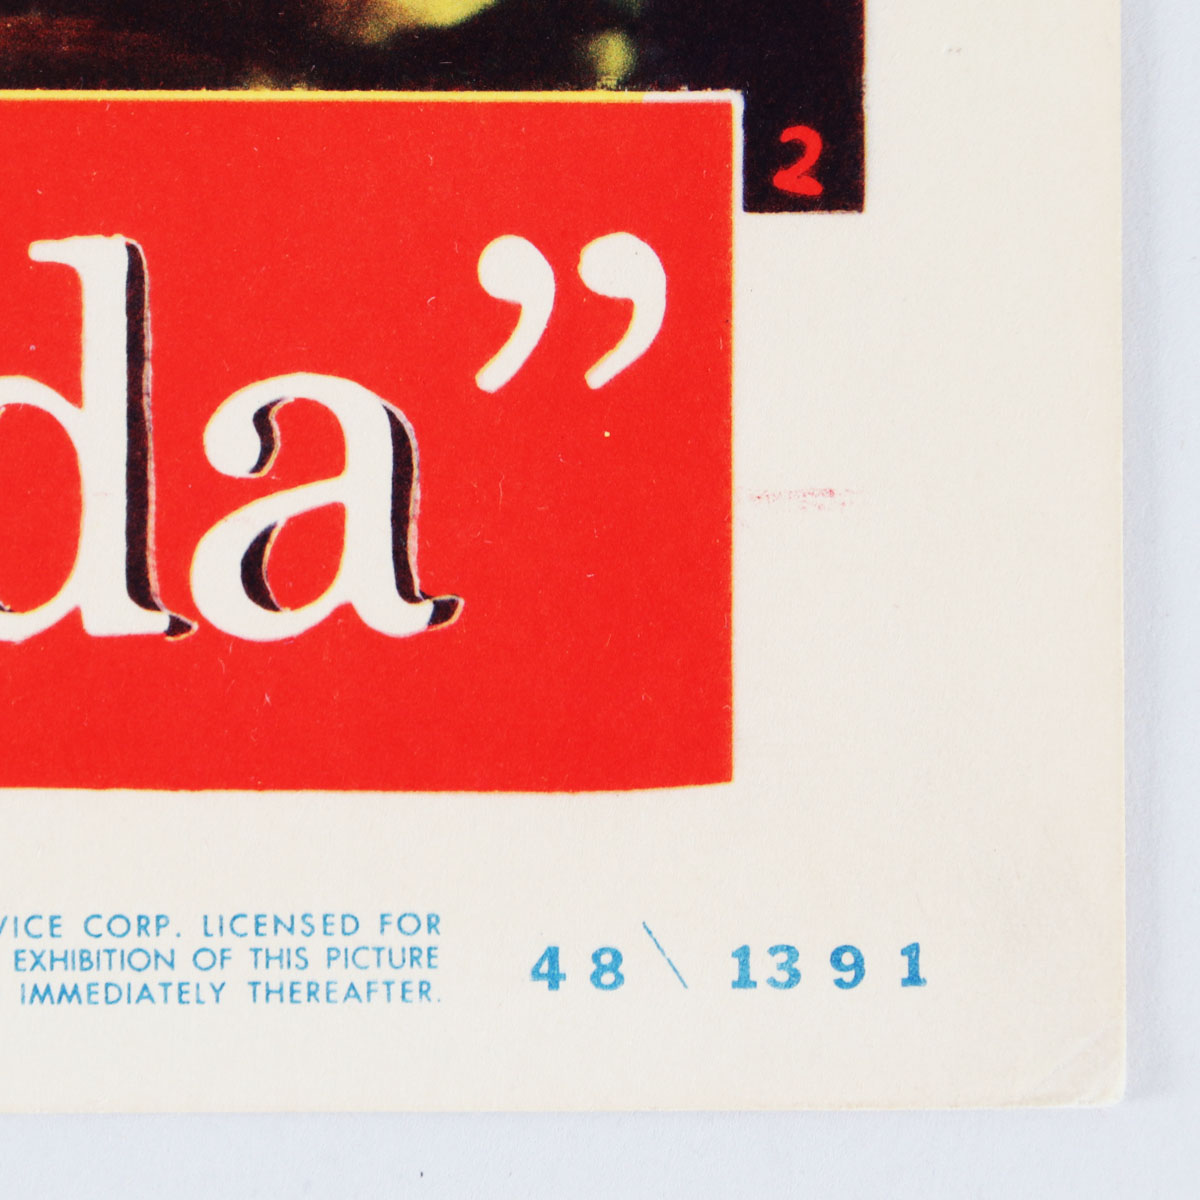 2
da”
VICE CORP. LICENSED FOR
EXHIBITION OF THIS PICTURE
IMMEDIATELY THEREAFTER.
48\1391